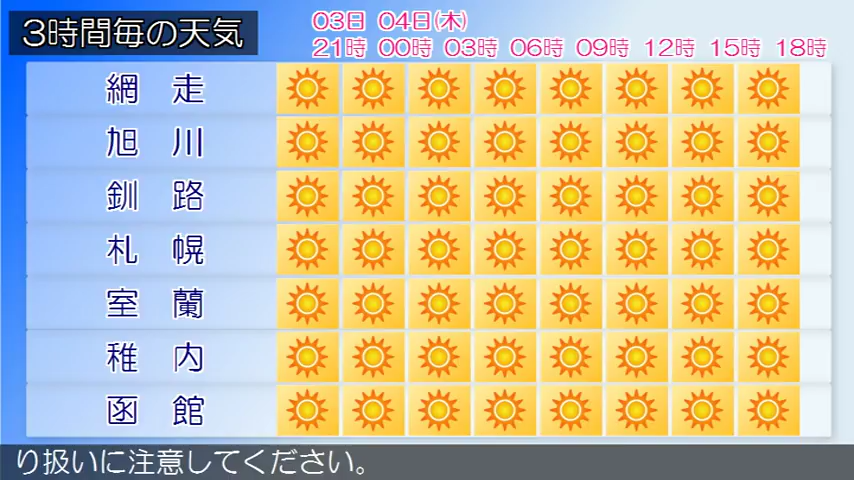 3時間毎の天気
03日 04日(木)
21時 00時 03時 06時 09時 12時 15時 18時
網 走
旭 川
釧 路
札 幌
室 蘭
稚 内
函 館
り扱いに注意してください。